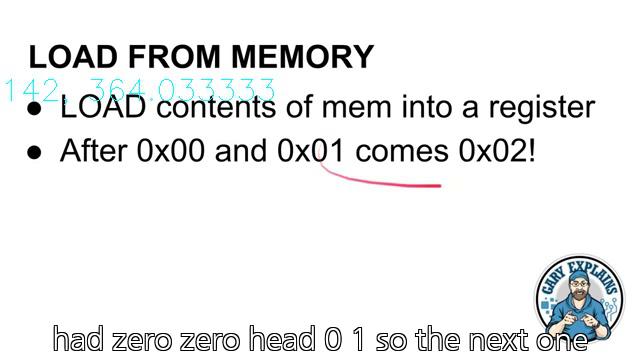 LOAD FROM MEMORY
142, 364.033333
● LOAD contents of mem into a register
● After 0x00 and 0x01 comes 0x02!
GARY EXPLAINS
had zero zero head 0 1 so the next one